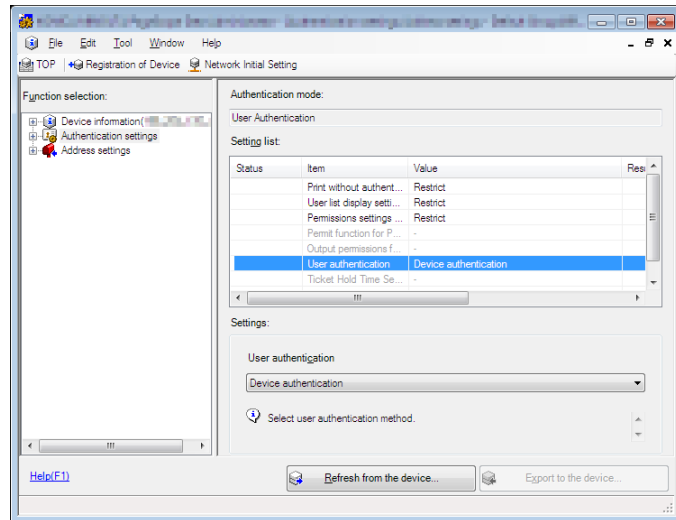 File Edit Tool Window Help
TOP Registration of Device Network Initial Setting
Function selection:
Device information(
Authentication settings
Address settings
Authentication mode:
User Authentication
Setting list:
Status Item Value Res
Print without authent... Restrict
User list display setti... Restrict
Permissions settings ... Restrict
Permit function for P... -
Output permissions f... -
User authentication Device authentication
Ticket Hold Time Se... -
Settings:
User authentication
Device authentication
Select user authentication method.
Help(F1)
Refresh from the device...
Export to the device...